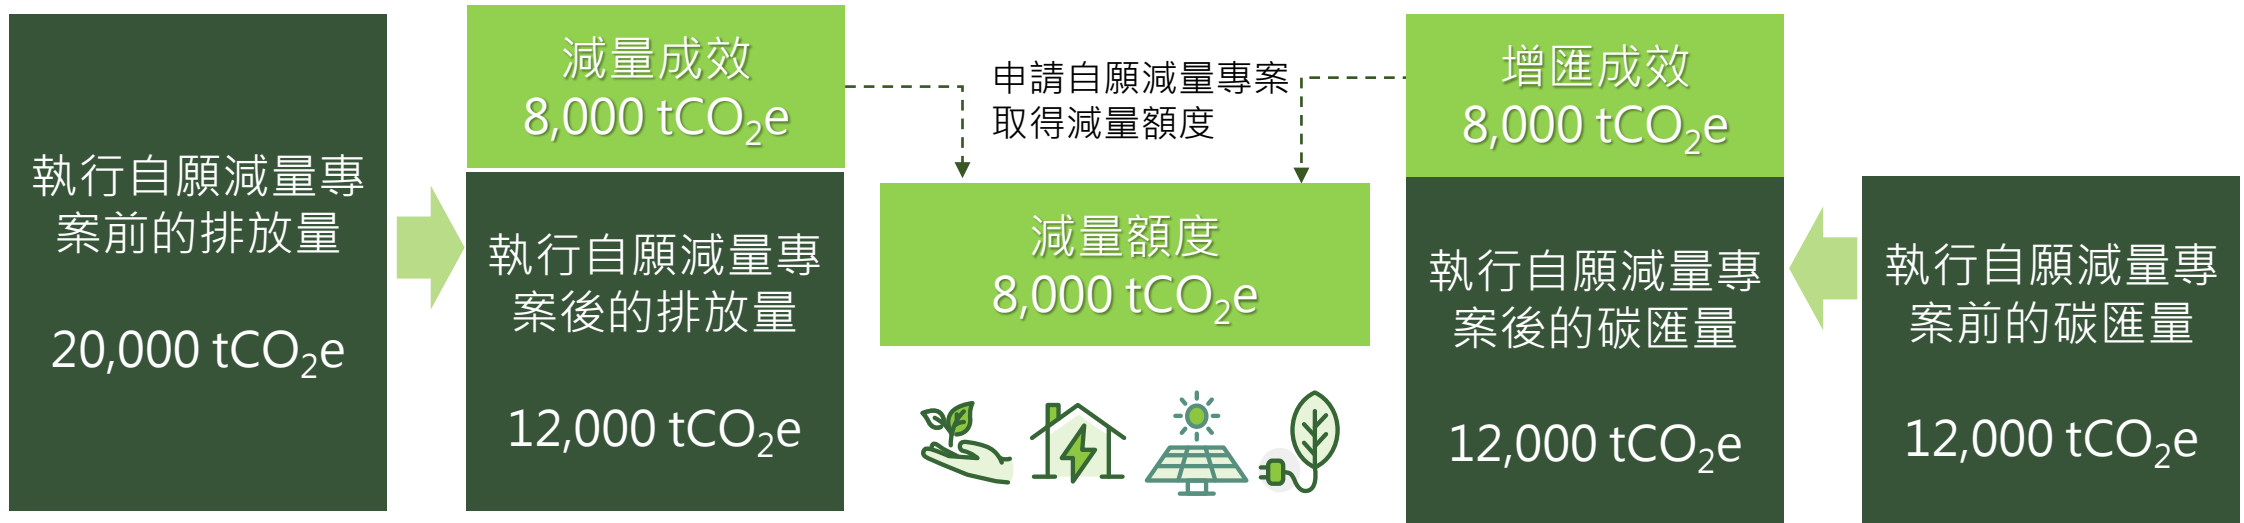 執行自願減量專
案前的排放量
20,000 tCO₂e
減量成效
8,000 tCO₂e
執行自願減量專
案後的排放量
12,000 tCO₂e
申請自願減量專案
取得減量額度
減量額度
8,000 tCO₂e
增匯成效
8,000 tCO₂e
執行自願減量專
案後的碳匯量
12,000 tCO₂e
執行自願減量專
案前的碳匯量
12,000 tCO₂e